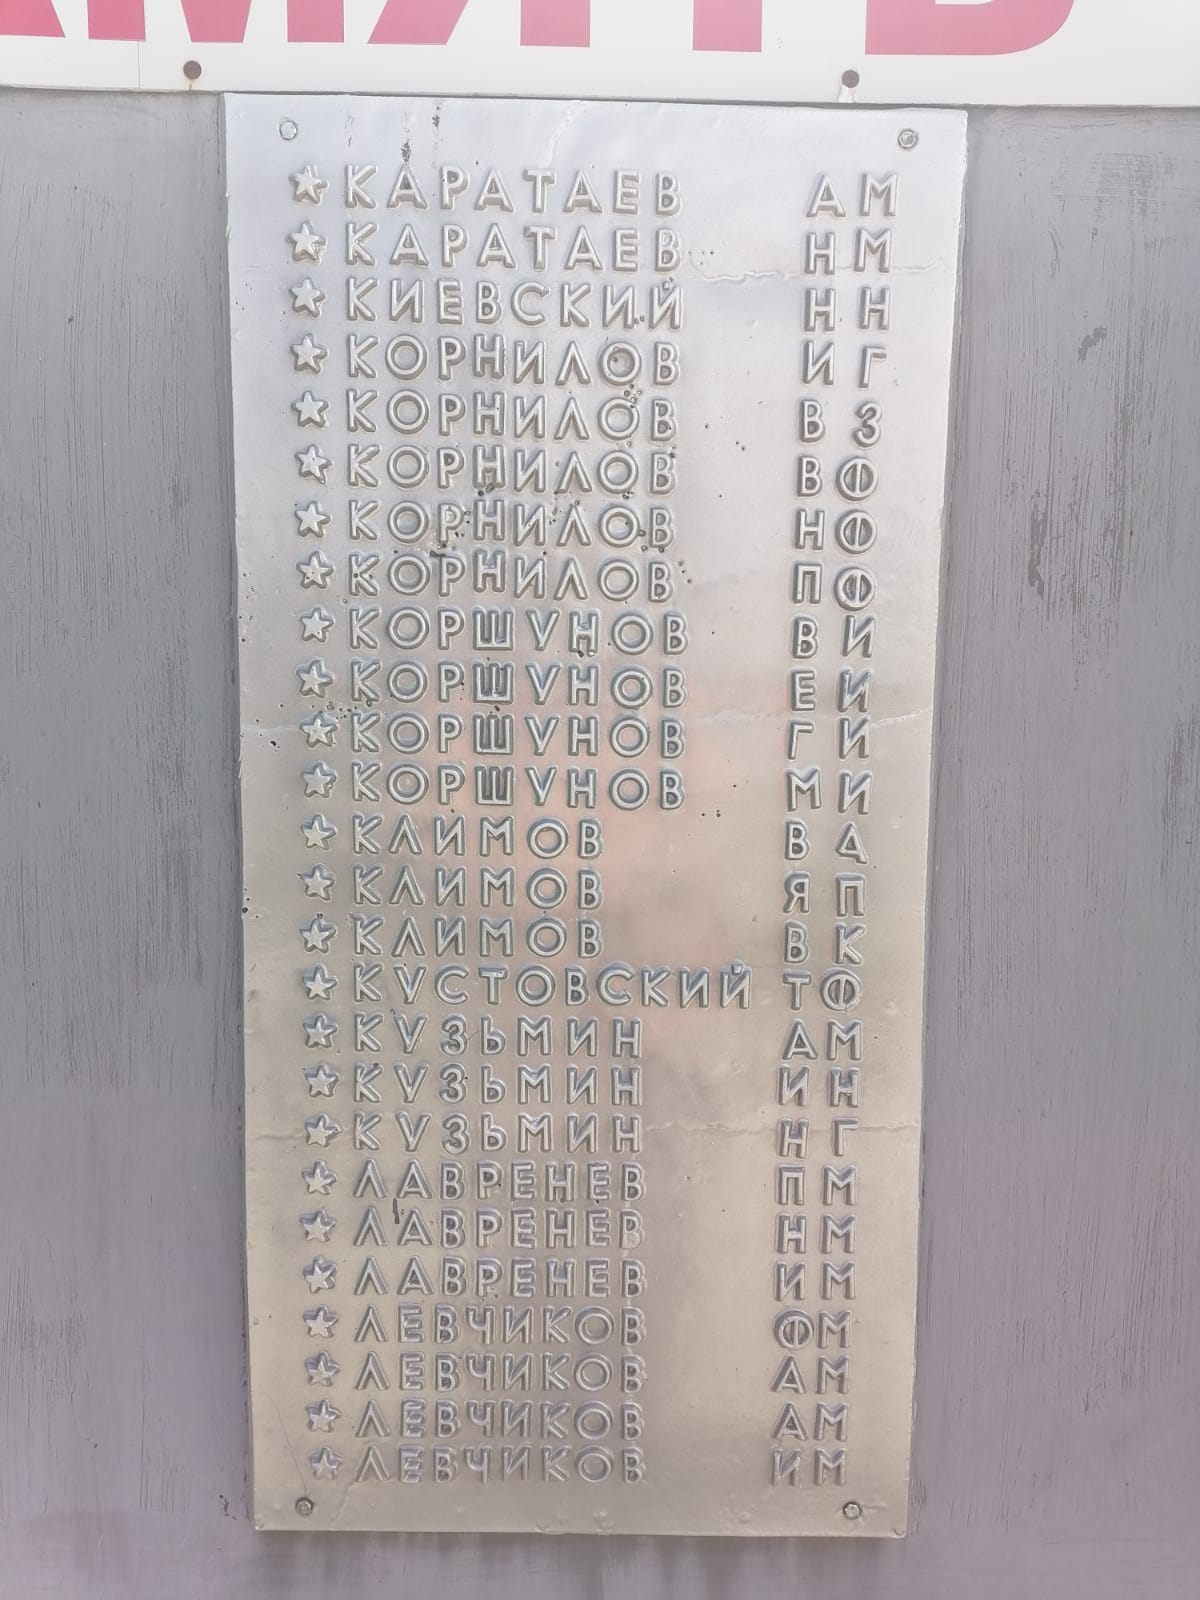 ПАМЯТЬ
КАРАТАЕВ А М
КАРАТАЕВ Н М
КИЕВСКИЙ Н Н
КОРНИЛОВ И Г
КОРНИЛОВ В З
КОРНИЛОВ В Ф
КОРНИЛОВ Н Ф
КОРНИЛОВ П Ф
КОРШУНОВ В И
КОРШУНОВ Е И
КОРШУНОВ Г И
КОРШУНОВ М И
КЛИМОВ В Д
КЛИМОВ Я П
КЛИМОВ В К
КУСТОВСКИЙ Т Ф
КУЗЬМИН А М
КУЗЬМИН И Н
КУЗЬМИН Н Г
ЛАВРЕНЕВ П М
ЛАВРЕНЕВ Н М
ЛАВРЕНЕВ И М
ЛЕВЧИКОВ Ф М
ЛЕВЧИКОВ А М
ЛЕВЧИКОВ А М
ЛЕВЧИКОВ И М